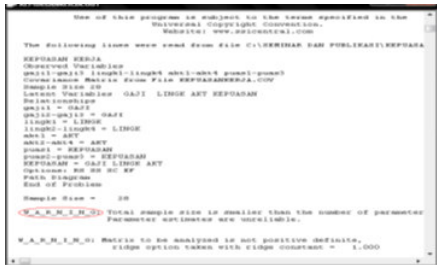 Use of this program is subject to the terms specified in the
Universal Copyright Convention.
Website: www.ssicentral.com
The following lines were read from file C:\SEMINAR DAN PUBLIKASI\KEPUASA
KEPUASAN KERJA
Observed Variables
gaji1-gaji3 lingk1-lingk4 akt1-akt4 puas1-puas3
Covariance Matrix from File KEPUASANKERJA.COV
Sample Size 28
Latent Variables GAJI LINGK AKT KEPUASAN
Relationships
gaji1 = GAJI
gaji2-gaji3 = GAJI
lingk1 = LINGK
lingk2-lingk4 = LINGK
akt1 = AKT
akt2-akt4 = AKT
puas1 = KEPUASAN
puas2-puas3 = KEPUASAN
KEPUASAN = GAJI LINGK AKT
Options: RS SS SC EF
Path Diagram
End of Problem
Sample Size = 28
W_A_R_N_I_N_G: Total sample size is smaller than the number of parameter
Parameter estimates are unreliable.
W_A_R_N_I_N_G: Matrix to be analyzed is not positive definite,
ridge option taken with ridge constant = 1.000